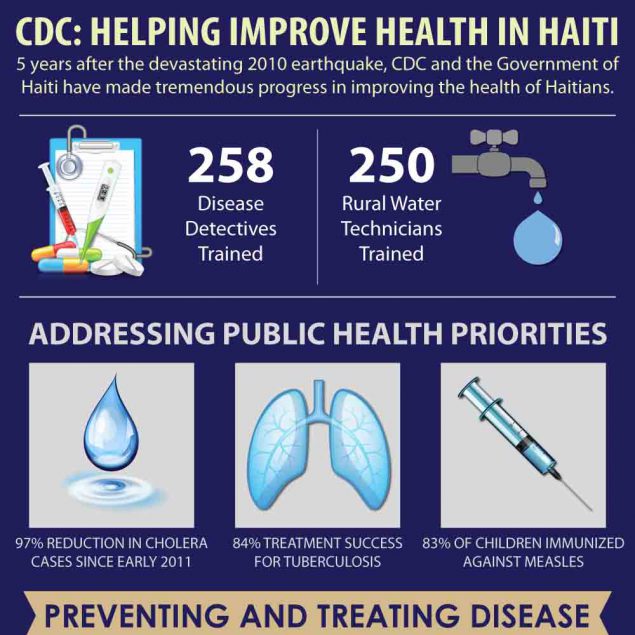 CDC: HELPING IMPROVE HEALTH IN HAITI
5 years after the devastating 2010 earthquake, CDC and the Government of
Haiti have made tremendous progress in improving the health of Haitians.
258
Disease
Detectives
Trained
250
Rural Water
Technicians
Trained
ADDRESSING PUBLIC HEALTH PRIORITIES
97% REDUCTION IN CHOLERA
CASES SINCE EARLY 2011
84% TREATMENT SUCCESS
FOR TUBERCULOSIS
83% OF CHILDREN IMMUNIZED
AGAINST MEASLES
PREVENTING AND TREATING DISEASE